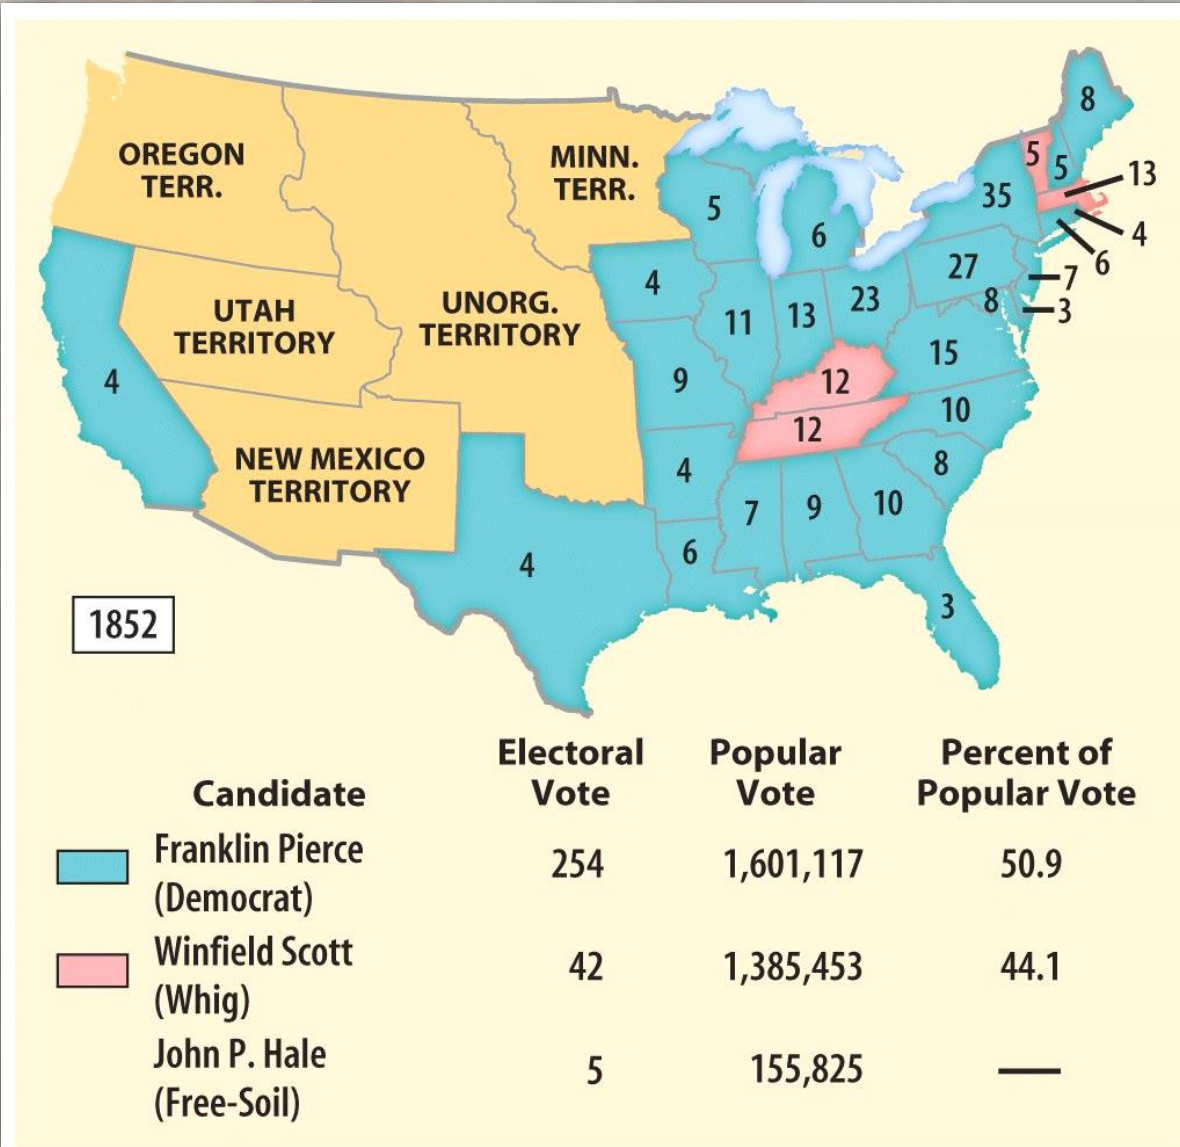 8
OREGON
TERR.
MINN.
TERR.
5
5
13
35
4
5
6
6
27
7
4
23
8
3
UTAH
TERRITORY
UNORG.
TERRITORY
11
13
15
4
9
12
10
12
NEW MEXICO
TERRITORY
4
8
7
9
10
6
4
3
1852
Candidate
Electoral
Vote
Popular
Vote
Percent of
Popular Vote
Franklin Pierce
(Democrat)
254
1,601,117
50.9
Winfield Scott
(Whig)
42
1,385,453
44.1
John P. Hale
(Free-Soil)
5
155,825
—